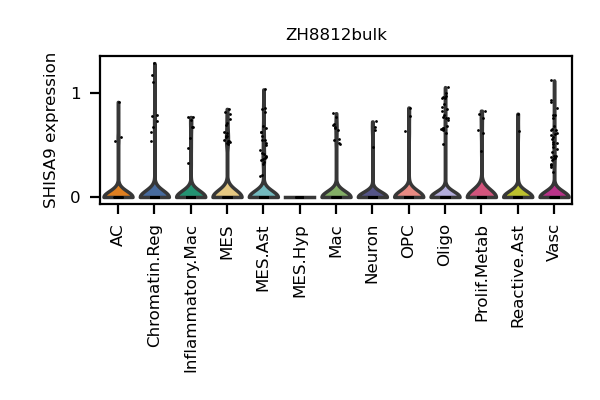 ZH8812bulk
SHISA9 expression
1
0
AC
Chromatin.Reg
Inflammatory.Mac
MES
MES.Ast
MES.Hyp
Mac
Neuron
OPC
Oligo
Prolif.Metab
Reactive.Ast
Vasc